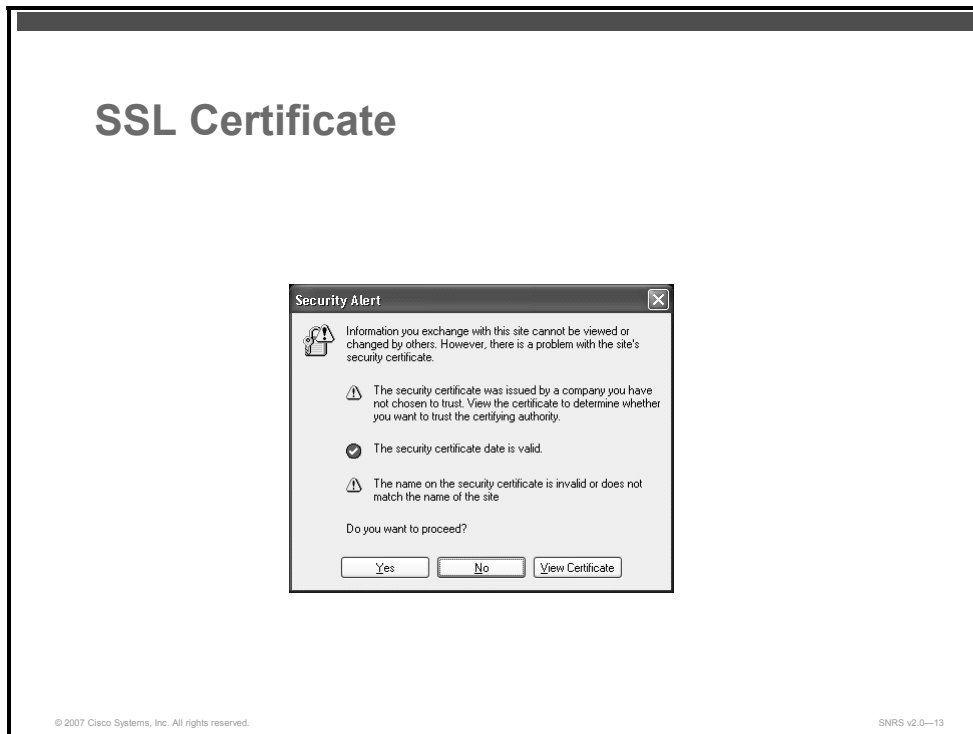 SSL Certificate
Security Alert
Information you exchange with this site cannot be viewed or
changed by others. However, there is a problem with the site's
security certificate.
The security certificate was issued by a company you have
not chosen to trust. View the certificate to determine whether
you want to trust the certifying authority.
The security certificate date is valid.
The name on the security certificate is invalid or does not
match the name of the site
Do you want to proceed?
Yes No View Certificate
© 2007 Cisco Systems, Inc. All rights reserved. SNRS v2.0—13